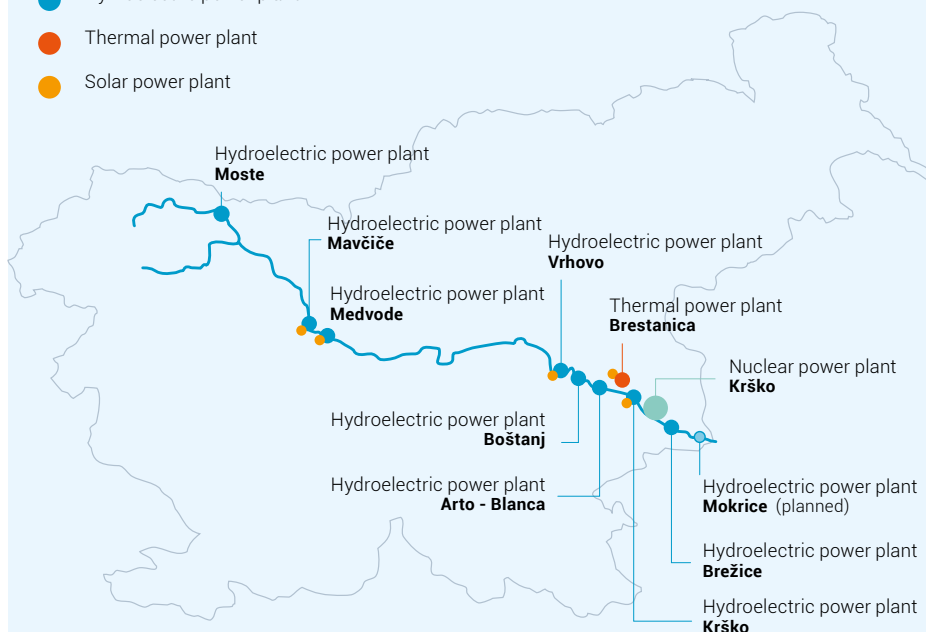 Thermal power plant
Solar power plant
Hydroelectric power plant
Moste
Hydroelectric power plant
Mavčiče
Hydroelectric power plant
Vrhovo
Hydroelectric power plant
Medvode
Thermal power plant
Brestanica
Nuclear power plant
Krško
Hydroelectric power plant
Boštanj
Hydroelectric power plant
Arto - Blanca
Hydroelectric power plant
Mokrice (planned)
Hydroelectric power plant
Brežice
Hydroelectric power plant
Krško